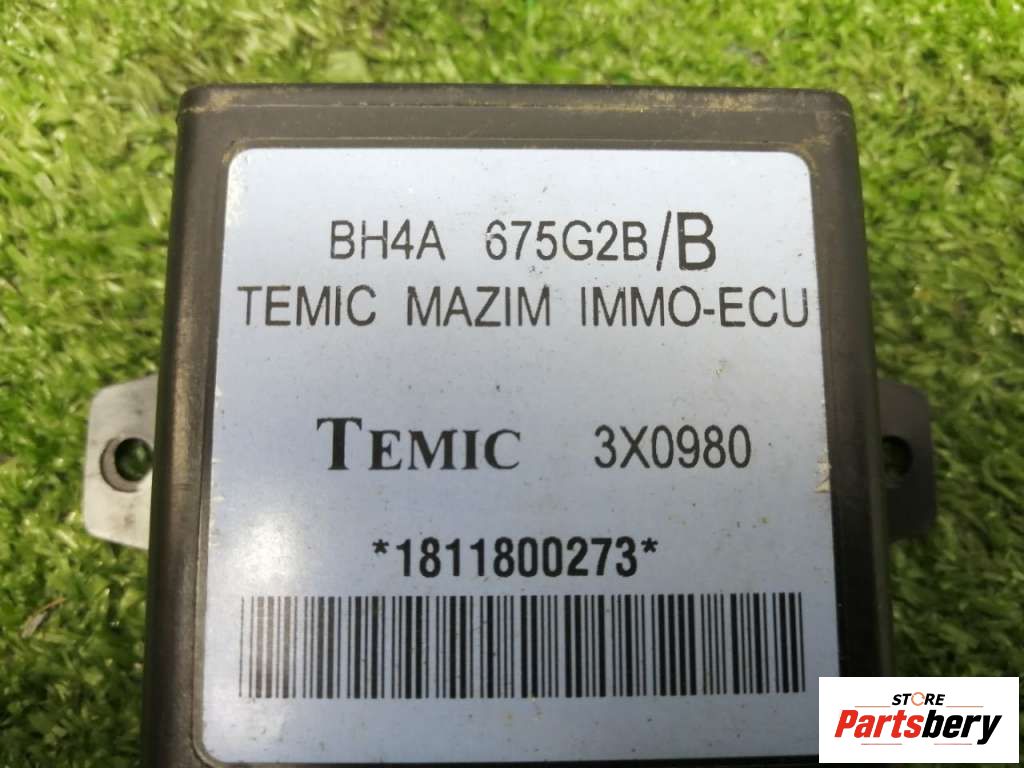 BH4A 675G2B/B
TEMIC MAZIM IMMO-ECU
TEMIC 3X0980
*1811800273*
STORE
Partsbery